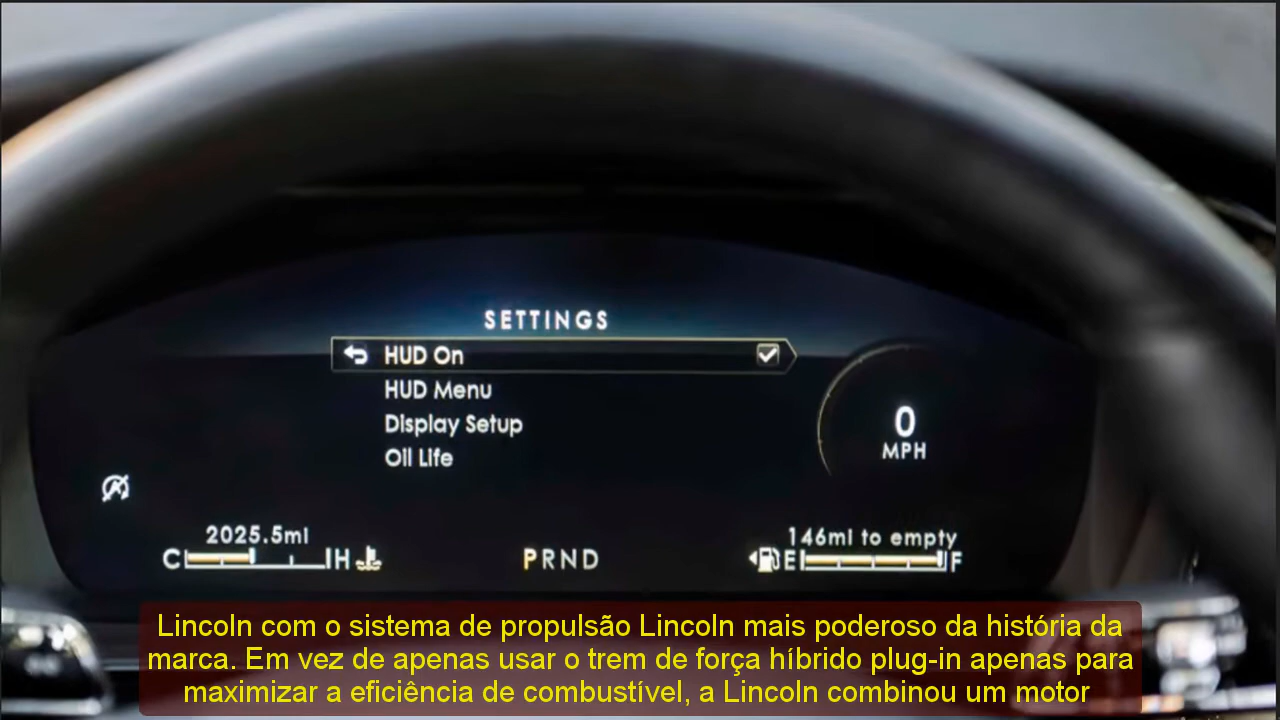 SETTINGS
HUD On
HUD Menu
Display Setup
Oil Life
0
MPH
2025.5mi
146mi to empty
C H
PRND
E F
Lincoln com o sistema de propulsão Lincoln mais poderoso da história da
marca. Em vez de apenas usar o trem de força híbrido plug-in apenas para
maximizar a eficiência de combustível, a Lincoln combinou um motor